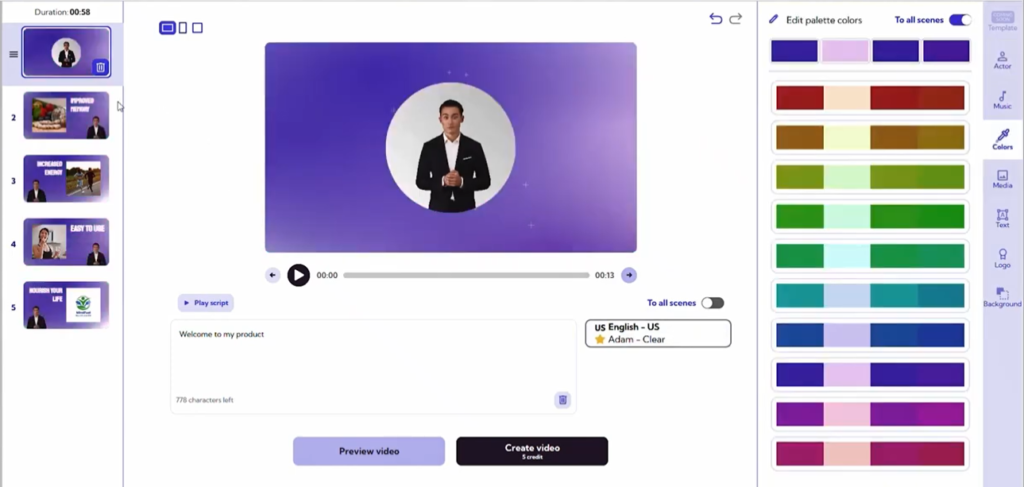 Duration: 00:58
2
INCREASED
ENERGY
3
EASY TO USE
4
NOURISH YOUR
LIFE
5
00:00
00:13
Play script
To all scenes
Welcome to my product
778 characters left
US English - US
Adam - Clear
Preview video
Create video
5 credit
Edit palette colors
To all scenes
Template
Actor
Music
Colors
Media
Text
Logo
Background